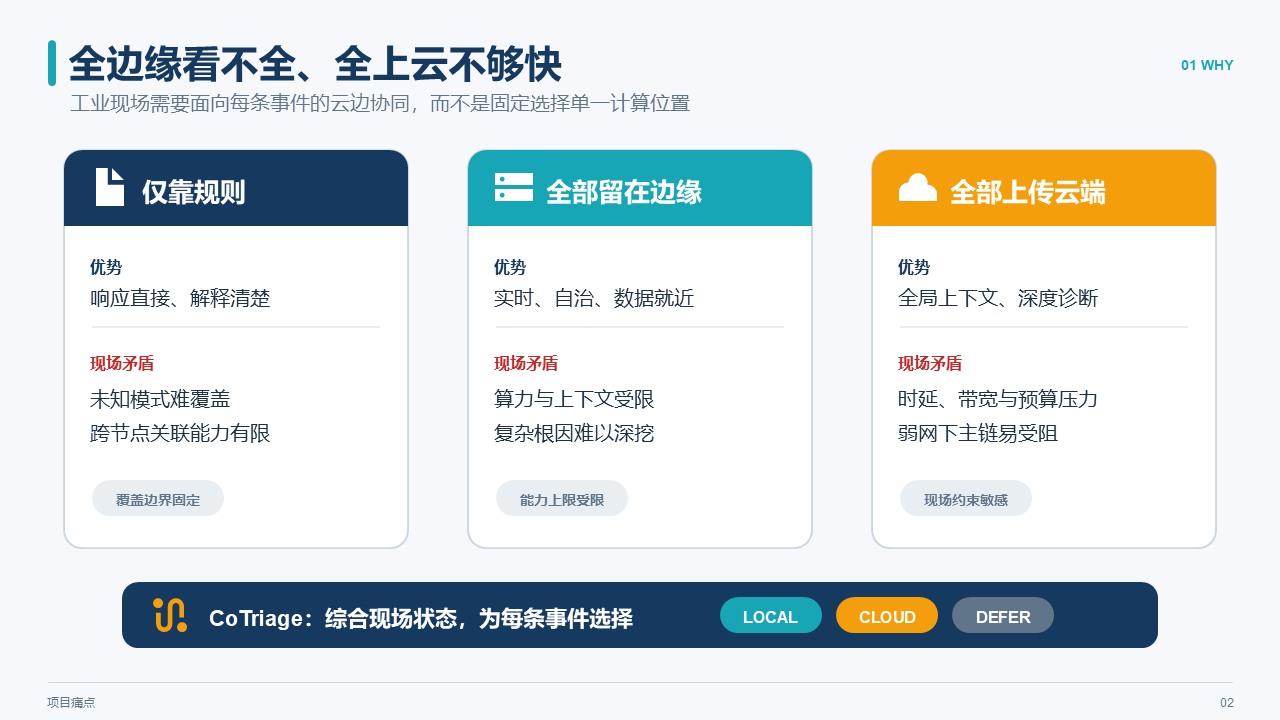 全边缘看不全、全上云不够快
01 WHY
工业现场需要面向每条事件的云边协同，而不是固定选择单一计算位置
仅靠规则
优势
响应直接、解释清楚
现场矛盾
未知模式难覆盖
跨节点关联能力有限
覆盖边界固定
全部留在边缘
优势
实时、自治、数据就近
现场矛盾
算力与上下文受限
复杂根因难以深挖
能力上限受限
全部上传云端
优势
全局上下文、深度诊断
现场矛盾
时延、带宽与预算压力
弱网下主链易受阻
现场约束敏感
CoTriage：综合现场状态，为每条事件选择
LOCAL
CLOUD
DEFER
项目痛点
02